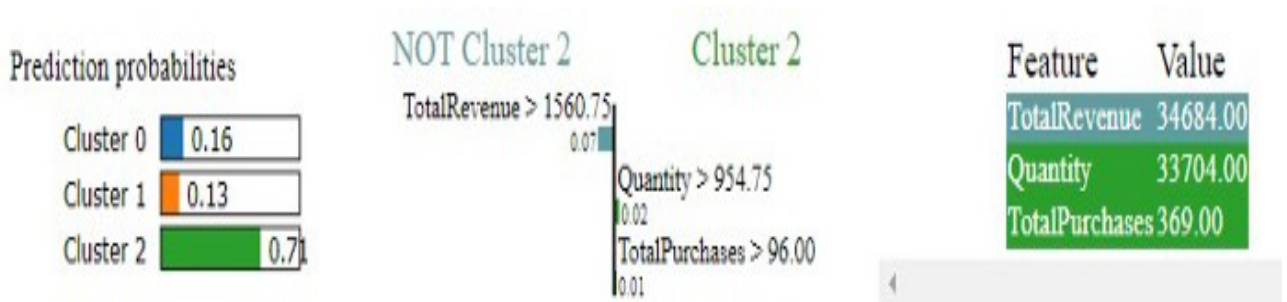 Prediction probabilities
Cluster 0 0.16
Cluster 1 0.13
Cluster 2 0.71
NOT Cluster 2 Cluster 2
TotalRevenue > 1560.75
0.07
Quantity > 954.75
0.02
TotalPurchases > 96.00
0.01
Feature Value
TotalRevenue 34684.00
Quantity 33704.00
TotalPurchases 369.00